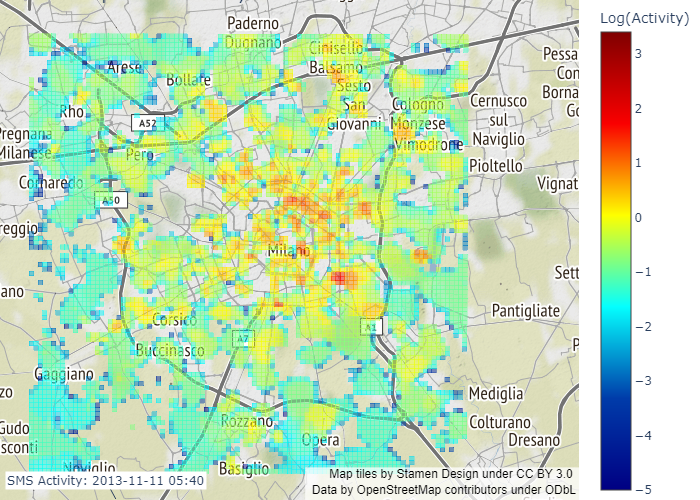 Paderno
Dugnano
Cinisello
Balsamo
Sesto
San
Giovanni
Arese
Bollate
Rho
A52
Pregnana
Milanese
Pero
Cornaredo
A50
Cologno
Monzese
Vimodrone
Cernusco
sul
Naviglio
Pioltello
Pessa
Con
Borna
Go
Vignat
reggio
Milano
Sett
ano
Pantigliate
Corsico
A7
A1
Buccinasco
P
Gaggiano
zo
Mediglia
Rozzano
Opera
Colturano
Dresano
Gudo
sconti
Noviglio
Basiglio
SMS Activity: 2013-11-11 05:40
Map tiles by Stamen Design under CC BY 3.0
Data by OpenStreetMap contributors under ODbL
Log(Activity)
3
2
1
0
−1
−2
−3
−4
−5